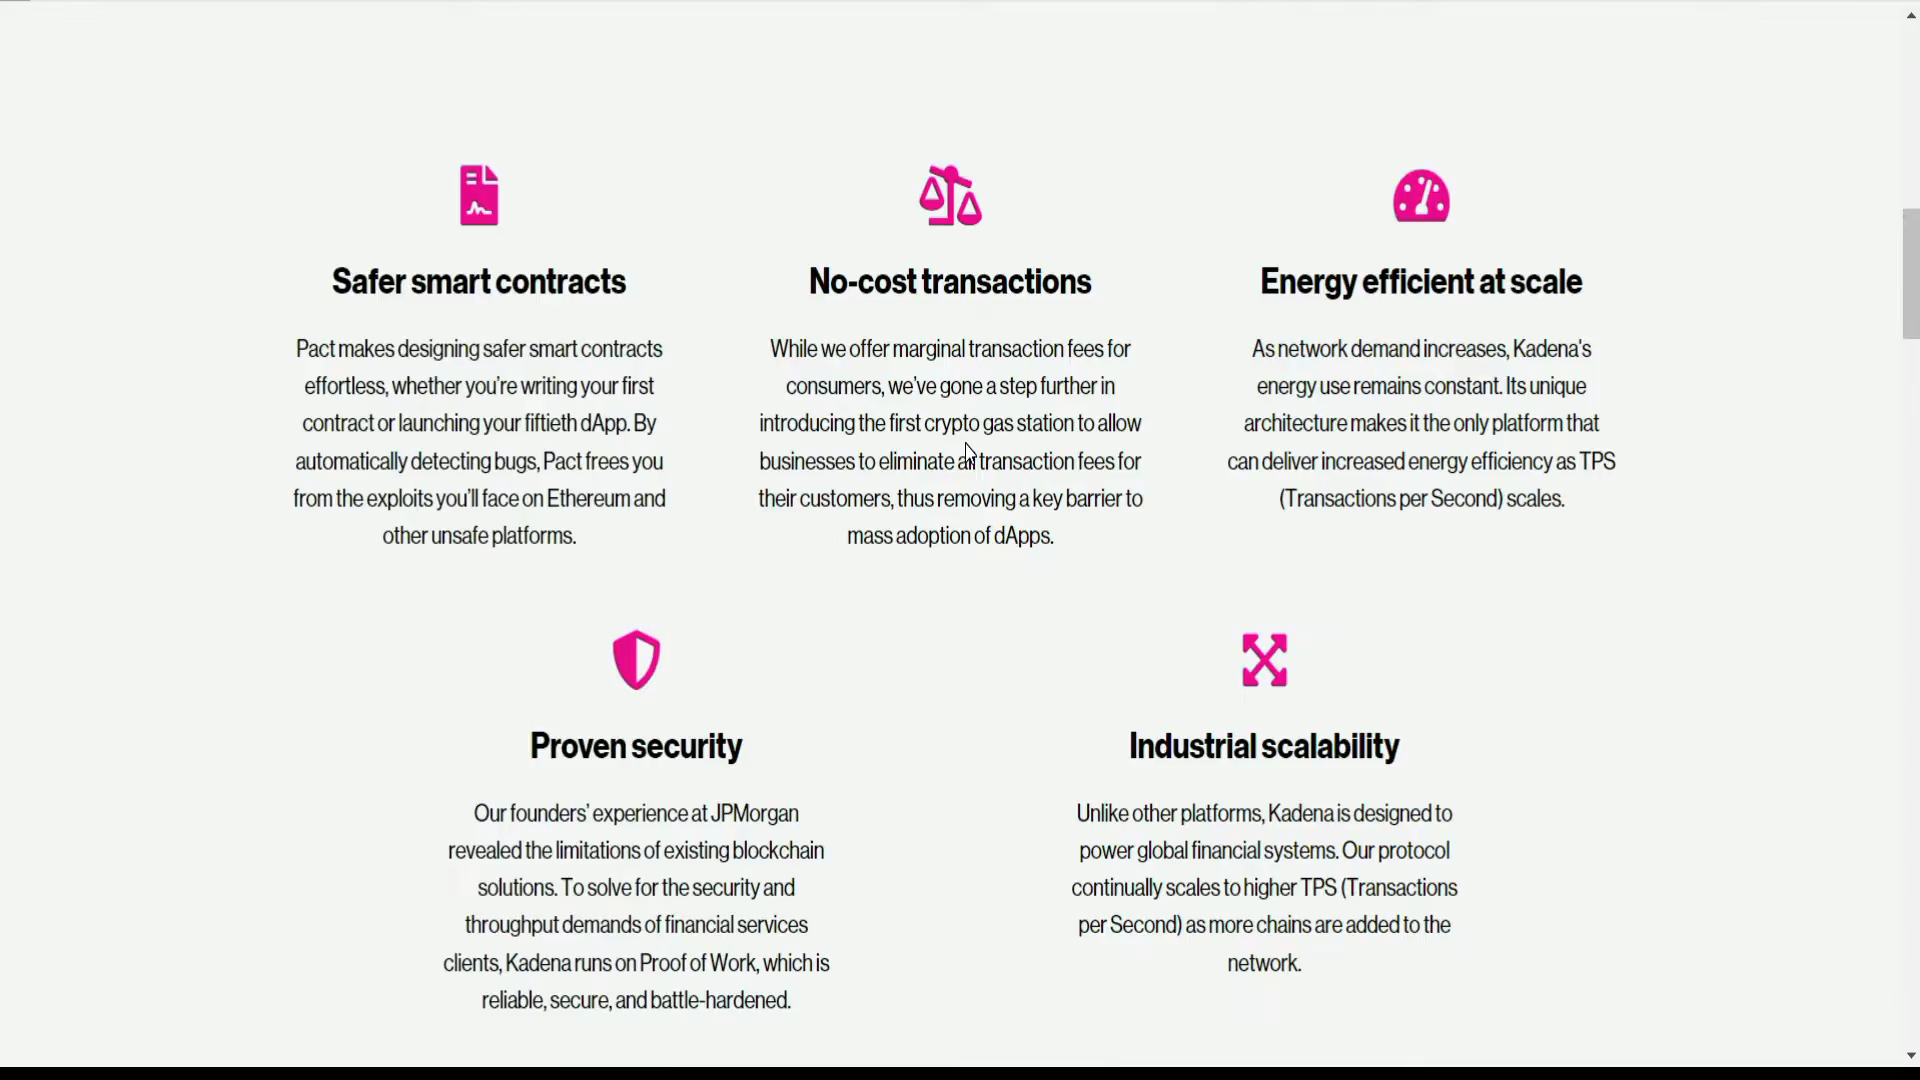 Safer smart contracts
Pact makes designing safer smart contracts
effortless, whether you're writing your first
contract or launching your fiftieth dApp. By
automatically detecting bugs, Pact frees you
from the exploits you'll face on Ethereum and
other unsafe platforms.
No-cost transactions
While we offer marginal transaction fees for
consumers, we've gone a step further in
introducing the first crypto gas station to allow
businesses to eliminate all transaction fees for
their customers, thus removing a key barrier to
mass adoption of dApps.
Energy efficient at scale
As network demand increases, Kadena's
energy use remains constant. Its unique
architecture makes it the only platform that
can deliver increased energy efficiency as TPS
(Transactions per Second) scales.
Proven security
Our founders' experience at JPMorgan
revealed the limitations of existing blockchain
solutions. To solve for the security and
throughput demands of financial services
clients, Kadena runs on Proof of Work, which is
reliable, secure, and battle-hardened.
Industrial scalability
Unlike other platforms, Kadena is designed to
power global financial systems. Our protocol
continually scales to higher TPS (Transactions
per Second) as more chains are added to the
network.